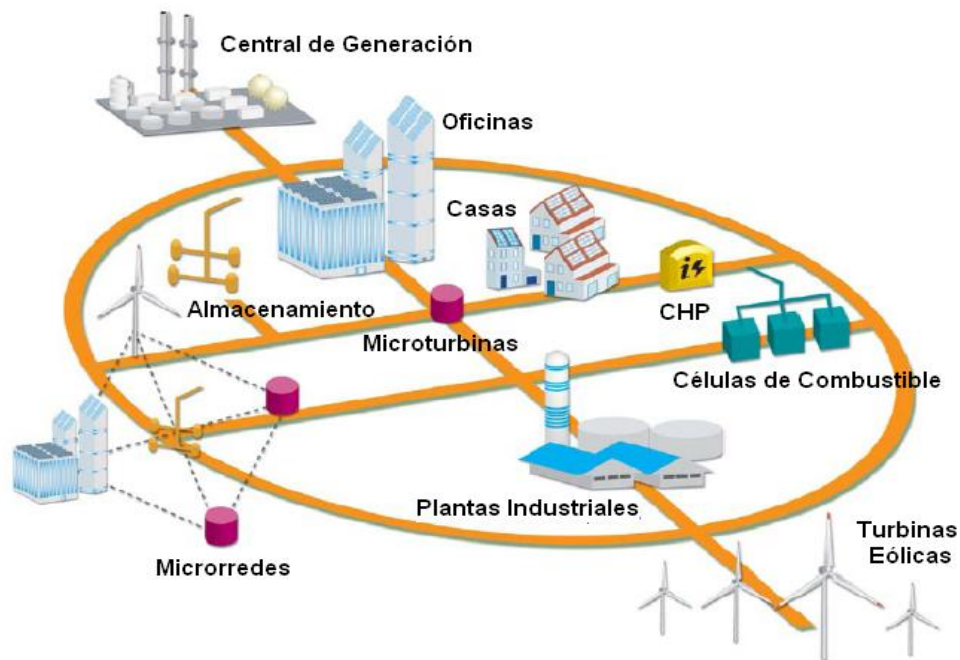 Central de Generación
Oficinas
Casas
Almacenamiento
CHP
Microturbinas
Células de Combustible
Plantas Industriales
Turbinas
Eólicas
Microrredes